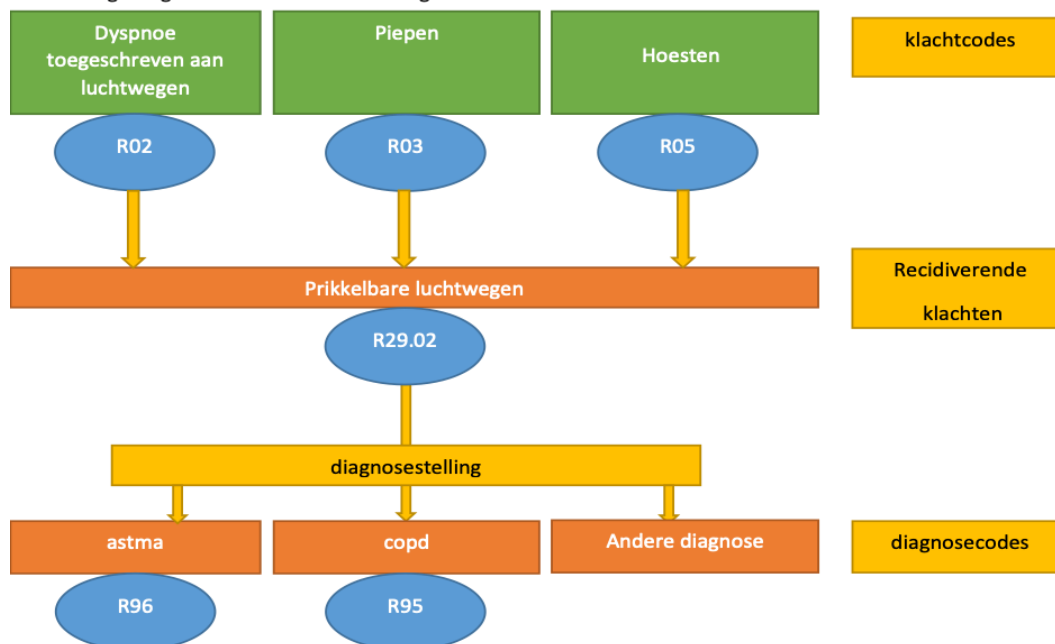 Dyspnoe
toegeschreven aan
luchtwegen
Piepen
Hoesten
klachtcodes
R02
R03
R05
Prikkelbare luchtwegen
Recidiverende
klachten
R29.02
diagnosestelling
astma
copd
Andere diagnose
diagnosecodes
R96
R95